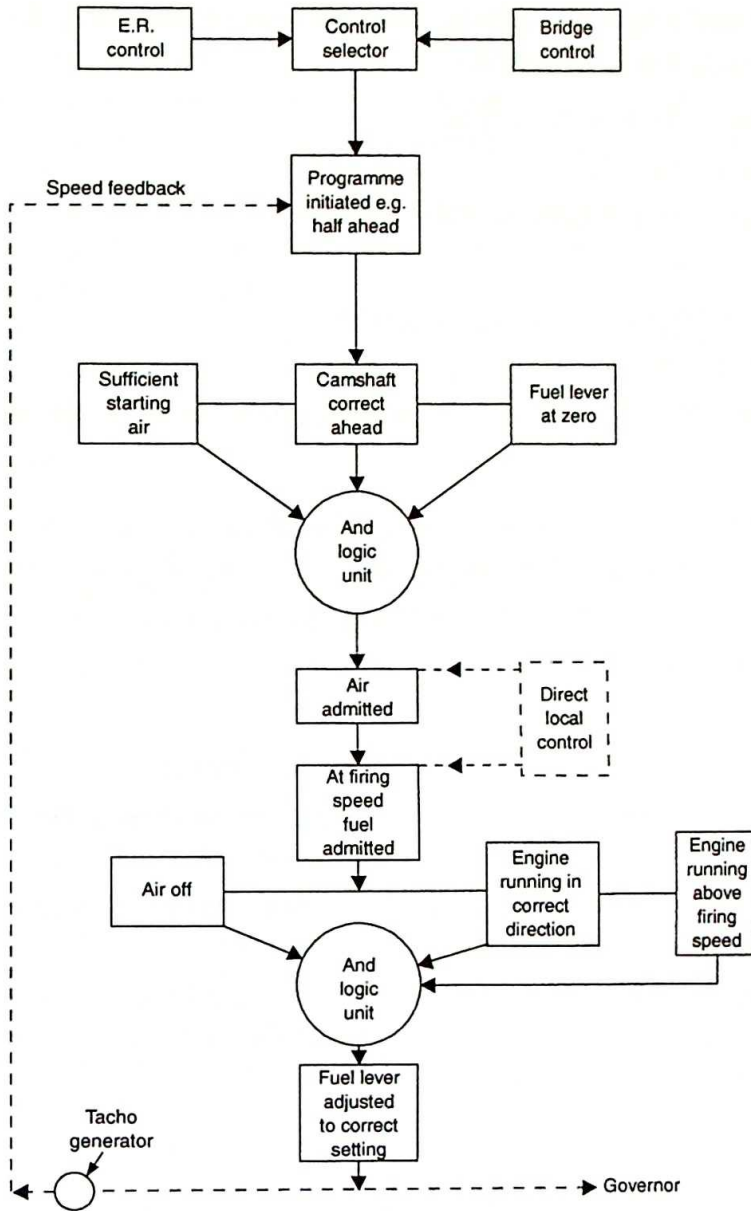 E.R.
control
Control
selector
Bridge
control
Speed feedback
Programme
initiated e.g.
half ahead
Sufficient
starting
air
Camshaft
correct
ahead
Fuel lever
at zero
And
logic
unit
Air
admitted
Direct
local
control
At firing
speed
fuel
admitted
Air off
Engine
running in
correct
direction
Engine
running
above
firing
speed
And
logic
unit
Fuel lever
adjusted
to correct
setting
Tacho
generator
Governor